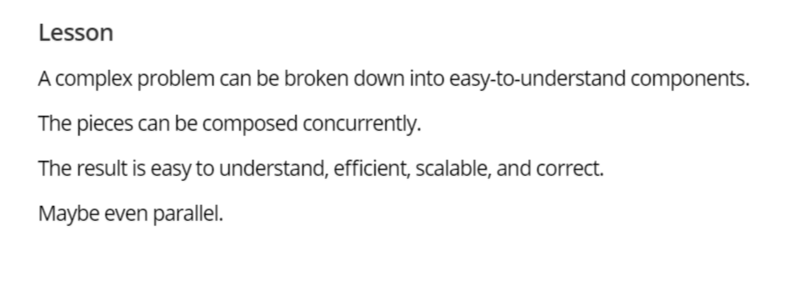 Lesson
A complex problem can be broken down into easy-to-understand components.
The pieces can be composed concurrently.
The result is easy to understand, efficient, scalable, and correct.
Maybe even parallel.